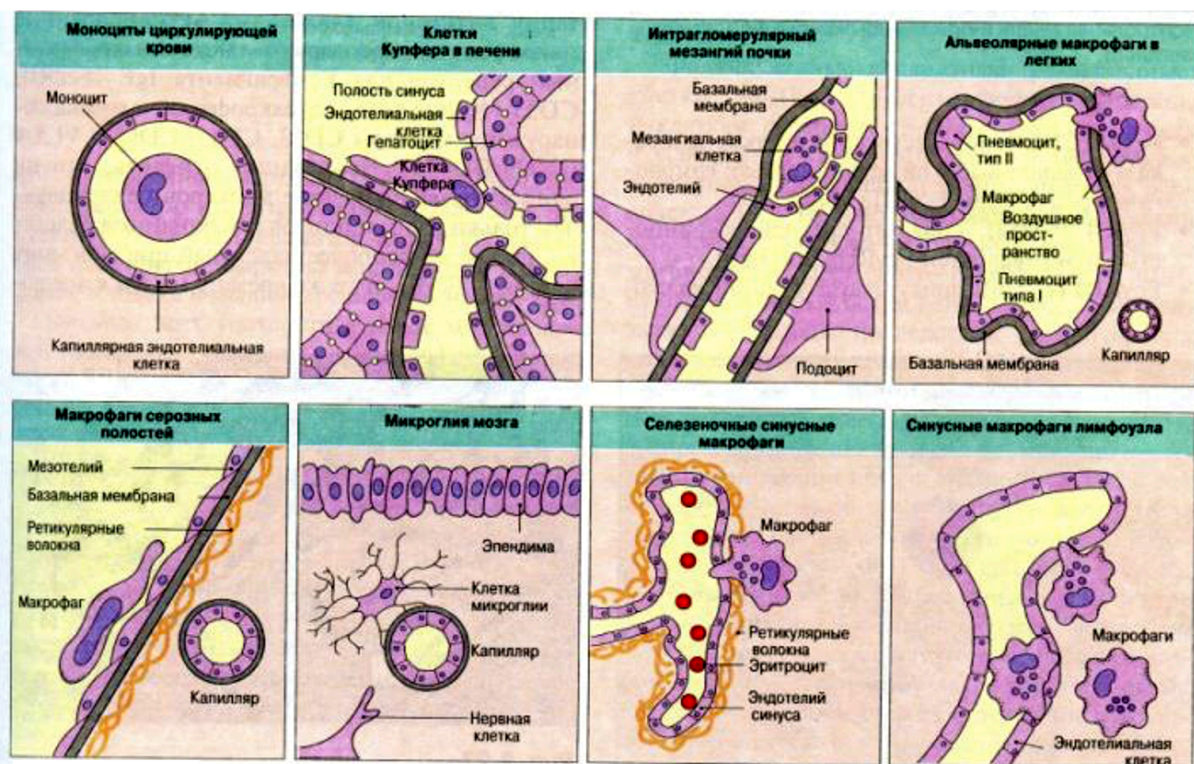 Моноциты циркулирующей
крови
Моноцит
Капиллярная эндотелиальная
клетка
Клетки
Купфера в печени
Полость синуса
Эндотелиальная
клетка
Гепатоцит
Клетка
Купфера
Интрагломерулярный
мезангий почки
Базальная
мембрана
Мезангиальная
клетка
Эндотелий
Подоцит
Альвеолярные макрофаги в
легких
Пневмоцит,
тип II
Макрофаг
Воздушное
прост-
ранство
Пневмоцит
типа I
Капилляр
Базальная мембрана
Макрофаги серозных
полостей
Мезотелий
Базальная мембрана
Ретикулярные
волокна
Макрофаг
Капилляр
Микроглия мозга
Эпендима
Клетка
микроглии
Капилляр
Нервная
клетка
Селезеночные синусные
макрофаги
Макрофаг
Ретикулярные
волокна
Эритроцит
Эндотелий
синуса
Синусные макрофаги лимфоузла
Макрофаги
Эндотелиальная
клетка